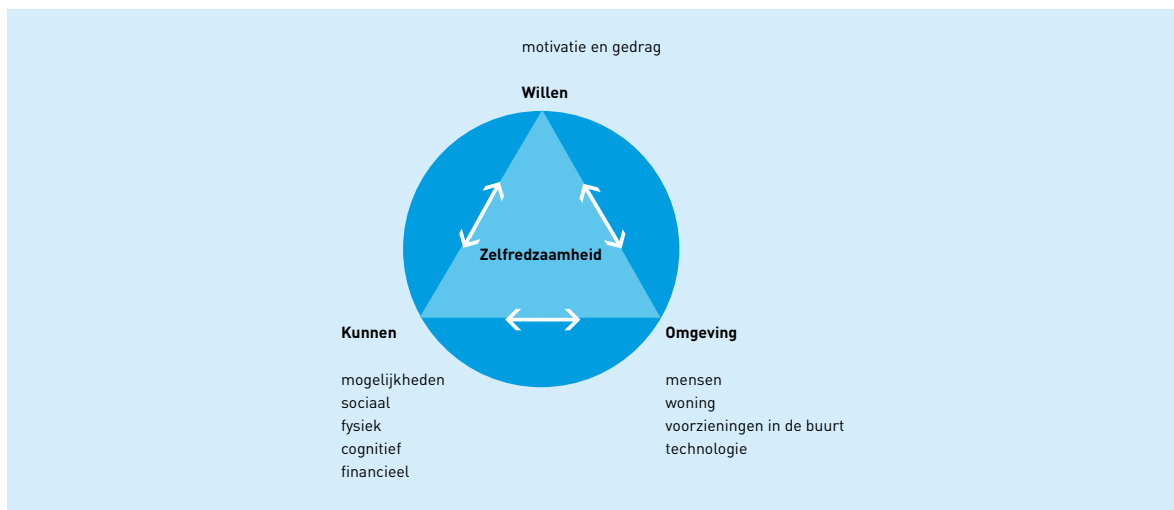 motivatie en gedrag
Willen
Zelfredzaamheid
Kunnen
mogelijkheden
sociaal
fysiek
cognitief
financieel
Omgeving
mensen
woning
voorzieningen in de buurt
technologie